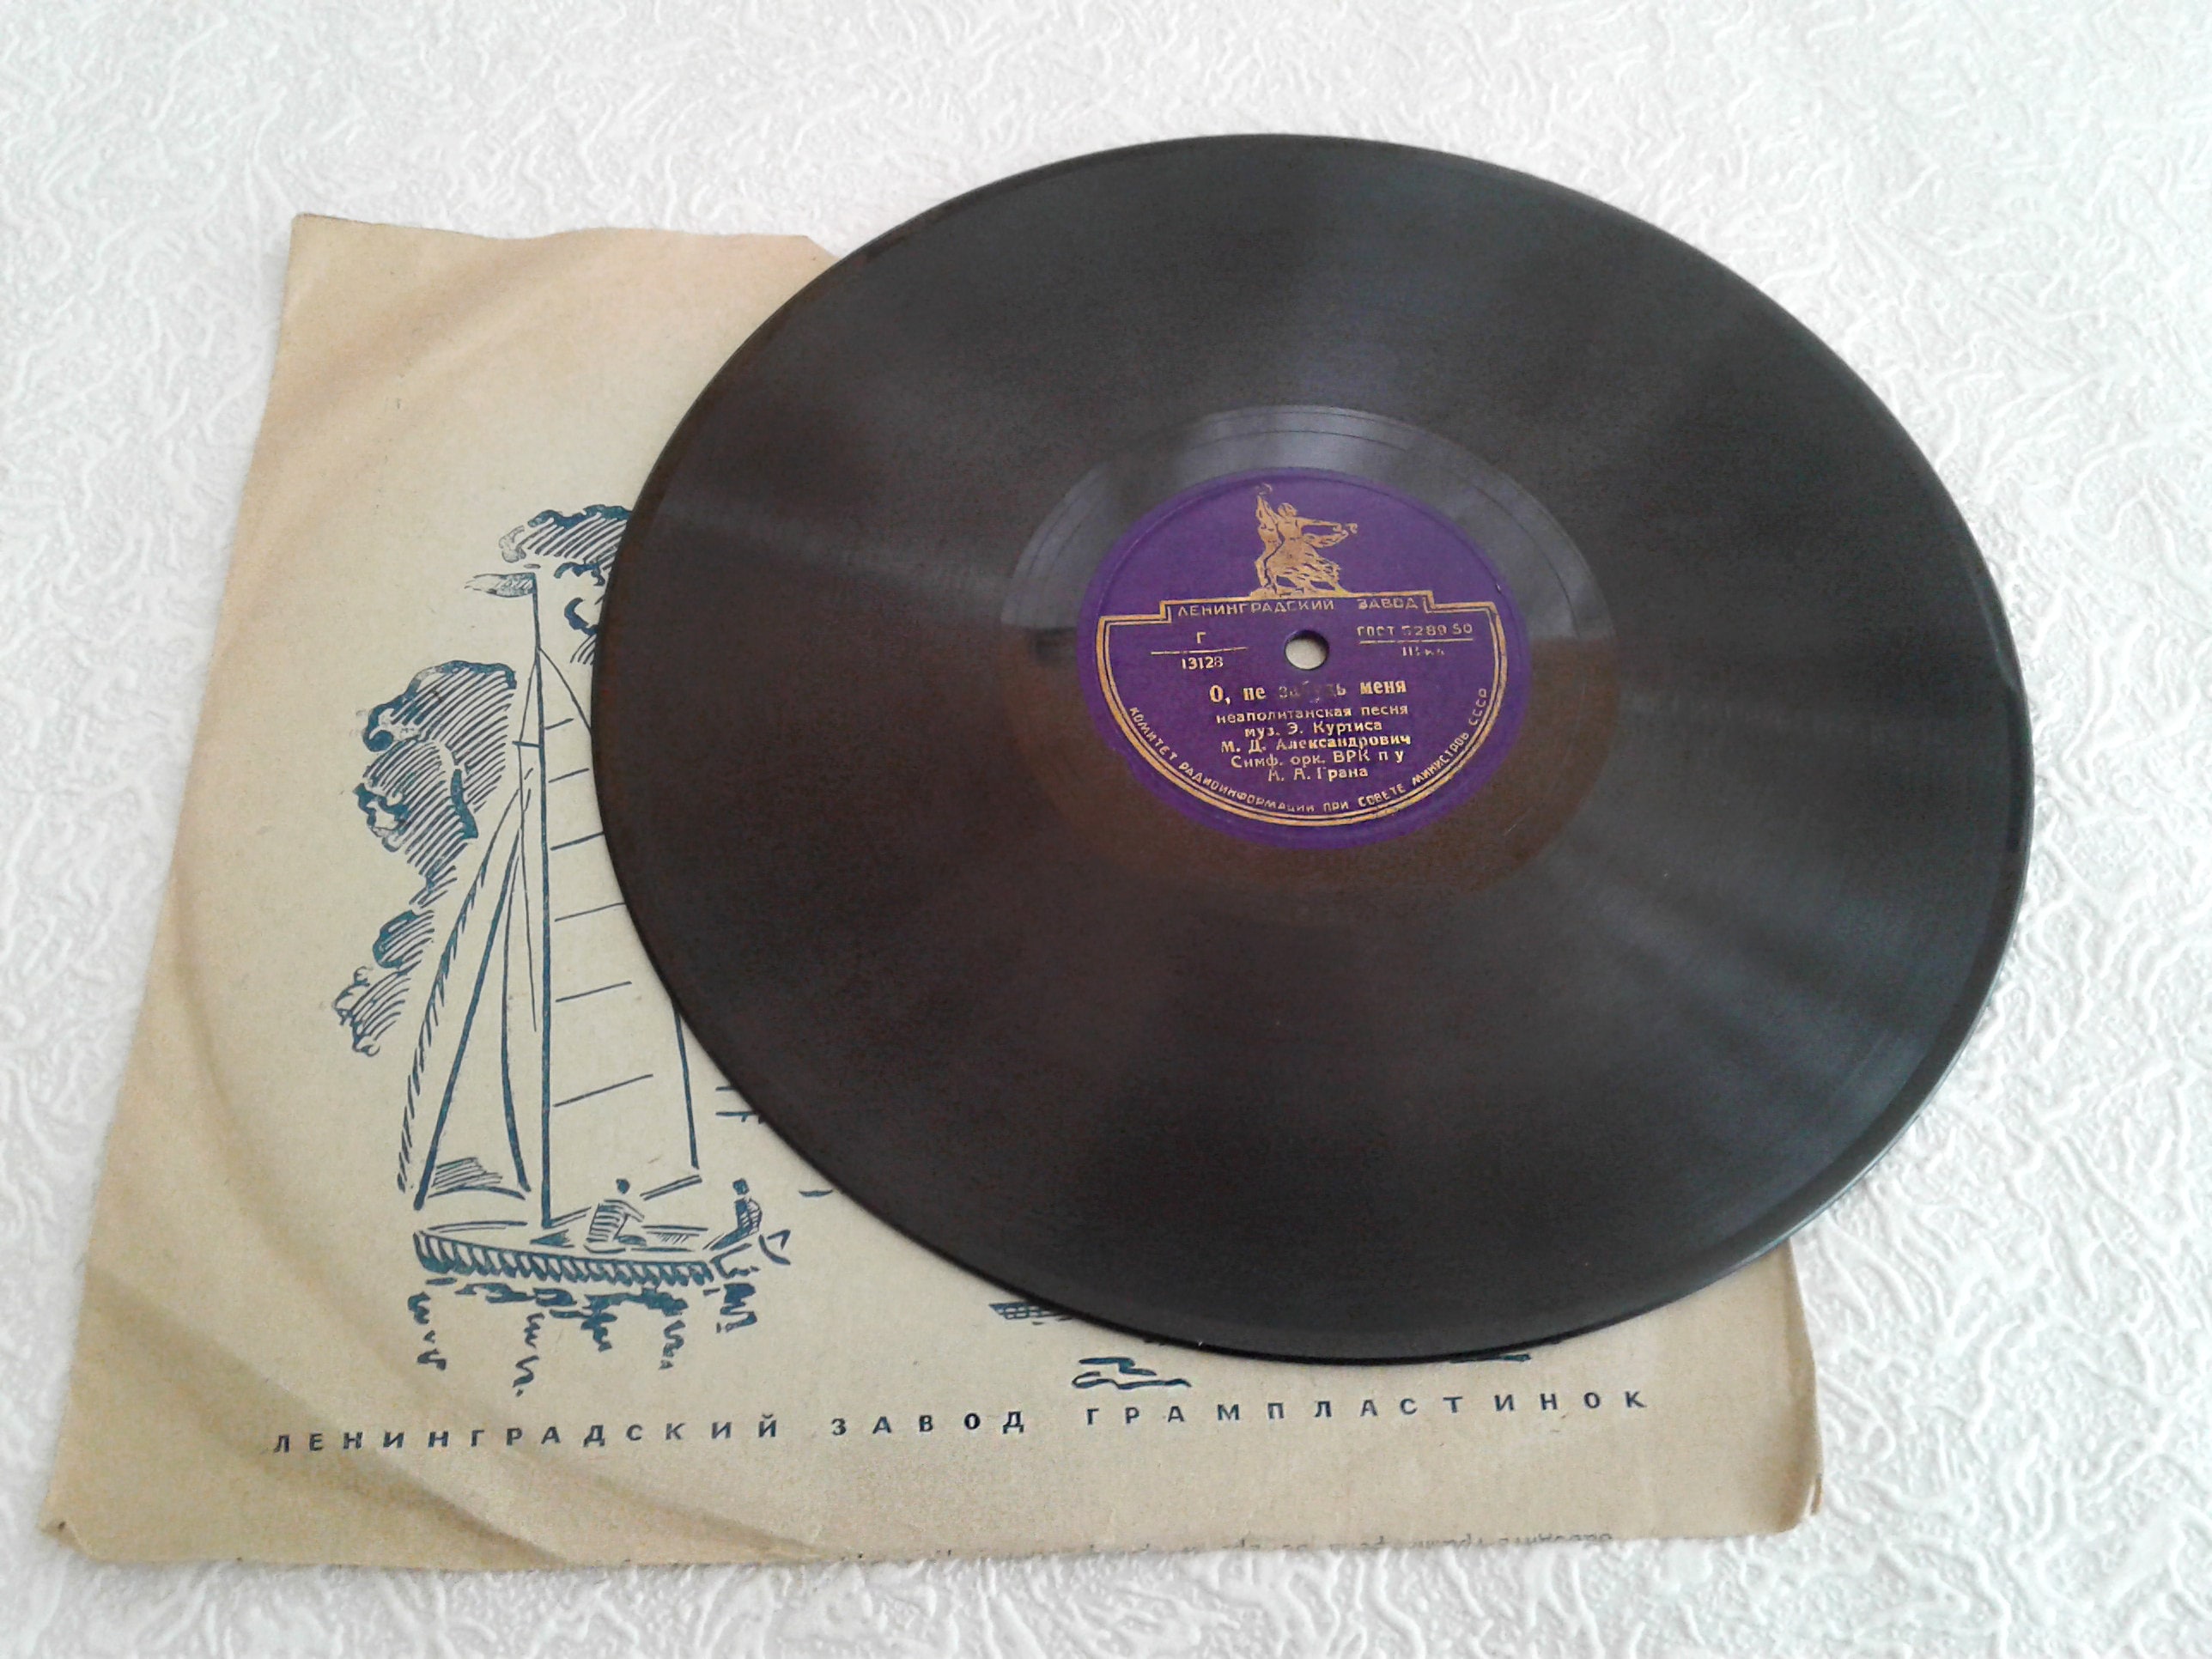 ЛЕНИНГРАДСКИЙ ЗАВОД
Г
13128
ГОСТ 5289-50
О, не забудь меня
неаполитанская песня
муз. Э. Куртиса
М. Д. Александрович
Симф. орк. ВРК п/у
А. Грана
КОМИТЕТ РАДИОИНФОРМАЦИИ ПРИ СОВЕТЕ МИНИСТРОВ СССР
ЛЕНИНГРАДСКИЙ ЗАВОД ГРАМПЛАСТИНОК